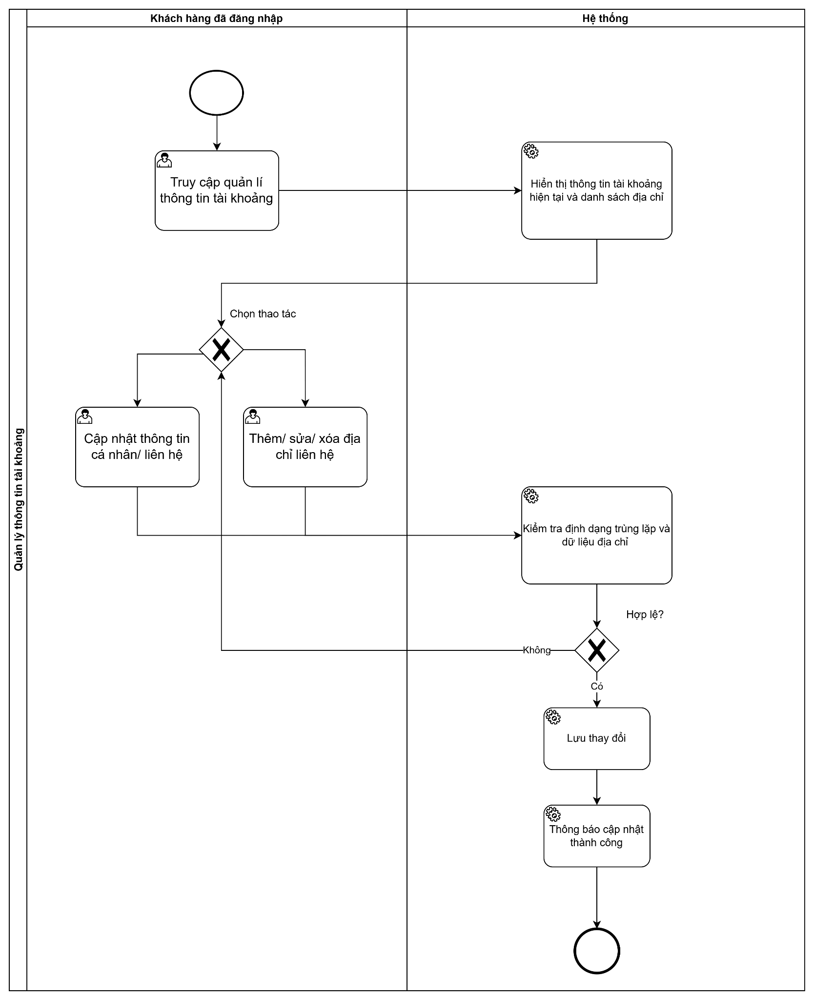 Khách hàng đã đăng nhập
Hệ thống
Quản lý thông tin tài khoảng
Truy cập quản lí
thông tin tài khoảng
Hiển thị thông tin tài khoảng
hiện tại và danh sách địa chỉ
Chọn thao tác
Cập nhật thông tin
cá nhân/ liên hệ
Thêm/ sửa/ xóa địa
chỉ liên hệ
Kiểm tra định dạng trùng lặp và
dữ liệu địa chỉ
Hợp lệ?
Không
Có
Lưu thay đổi
Thông báo cập nhật
thành công